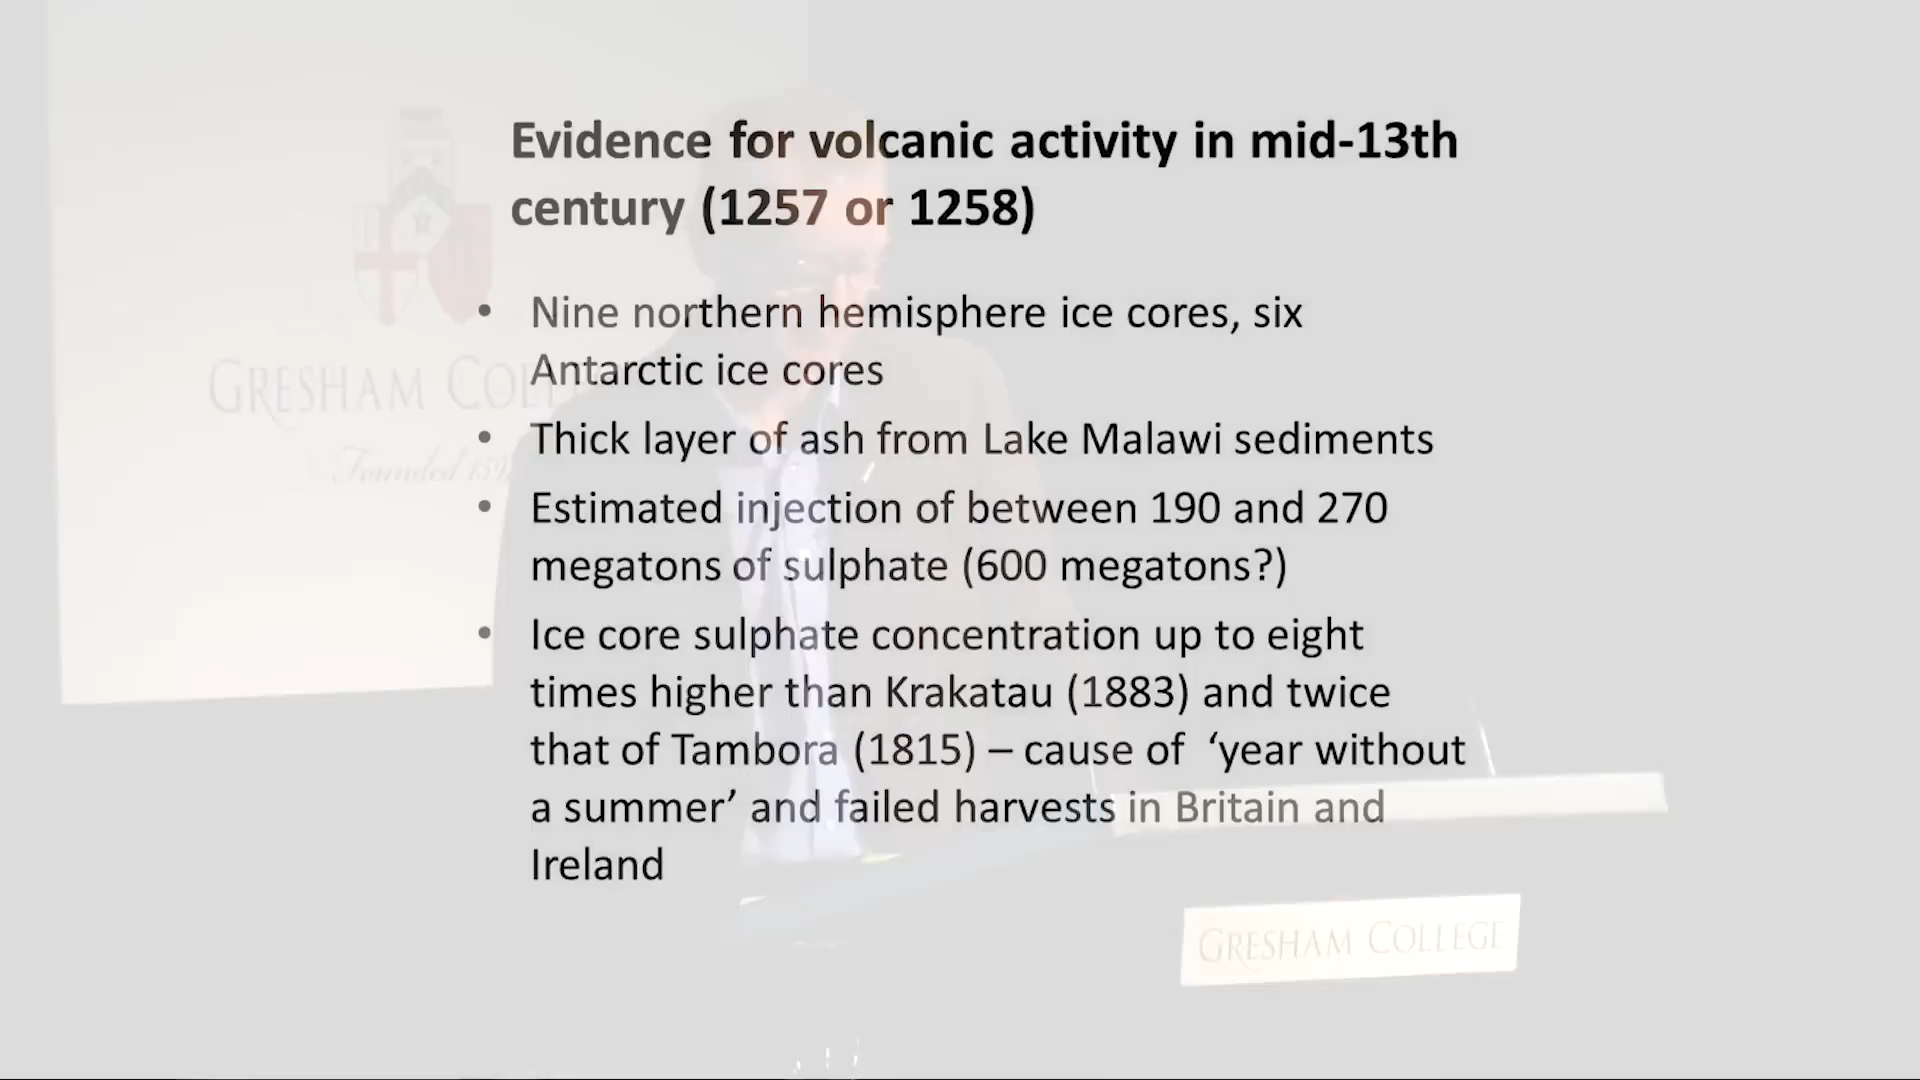 Evidence for volcanic activity in mid-13th
century (1257 or 1258)
• Nine northern hemisphere ice cores, six
Antarctic ice cores
• Thick layer of ash from Lake Malawi sediments
• Estimated injection of between 190 and 270
megatons of sulphate (600 megatons?)
• Ice core sulphate concentration up to eight
times higher than Krakatau (1883) and twice
that of Tambora (1815) – cause of ‘year without
a summer’ and failed harvests in Britain and
Ireland
GRESHAM
Founded
GRESHAM COLLEGE